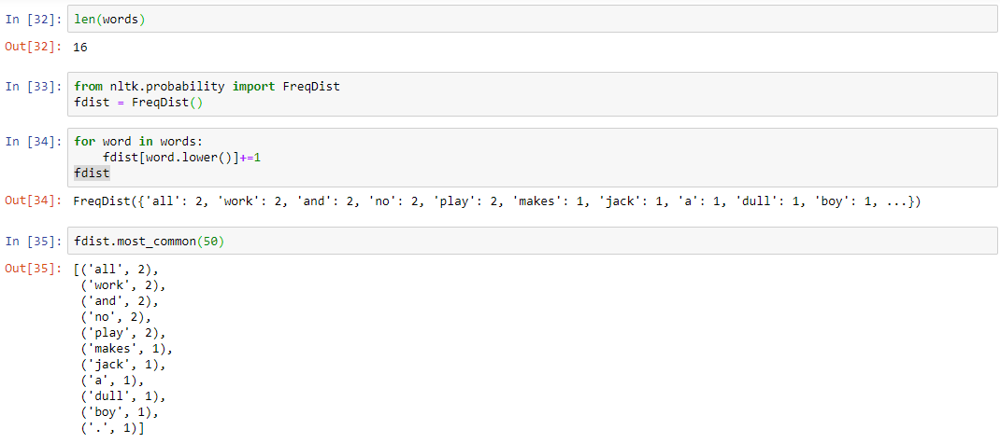 In [32]: len(words)
Out[32]: 16
In [33]: from nltk.probability import FreqDist
fdist = FreqDist()
In [34]: for word in words:
    fdist[word.lower()]+=1
fdist
Out[34]: FreqDist({'all': 2, 'work': 2, 'and': 2, 'no': 2, 'play': 2, 'makes': 1, 'jack': 1, 'a': 1, 'dull': 1, 'boy': 1, ...})
In [35]: fdist.most_common(50)
Out[35]: [('all', 2),
('work', 2),
('and', 2),
('no', 2),
('play', 2),
('makes', 1),
('jack', 1),
('a', 1),
('dull', 1),
('boy', 1),
('.', 1)]